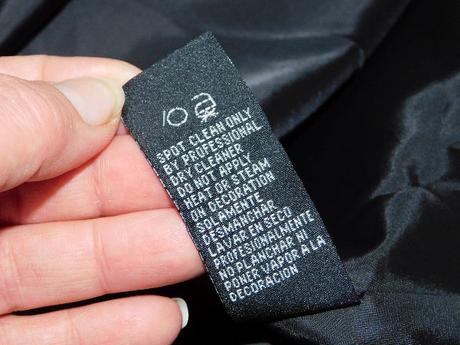 SPOT CLEAN ONLY
BY PROFESSIONAL
DRY CLEANER
DO NOT APPLY
HEAT OR STEAM
ON DECORATION
SOLAMENTE
DESMANCHAR
LAVAR EN SECO
PROFESIONALMENTE
NO PLANCHAR NI
PONER VAPOR A LA
DECORACION